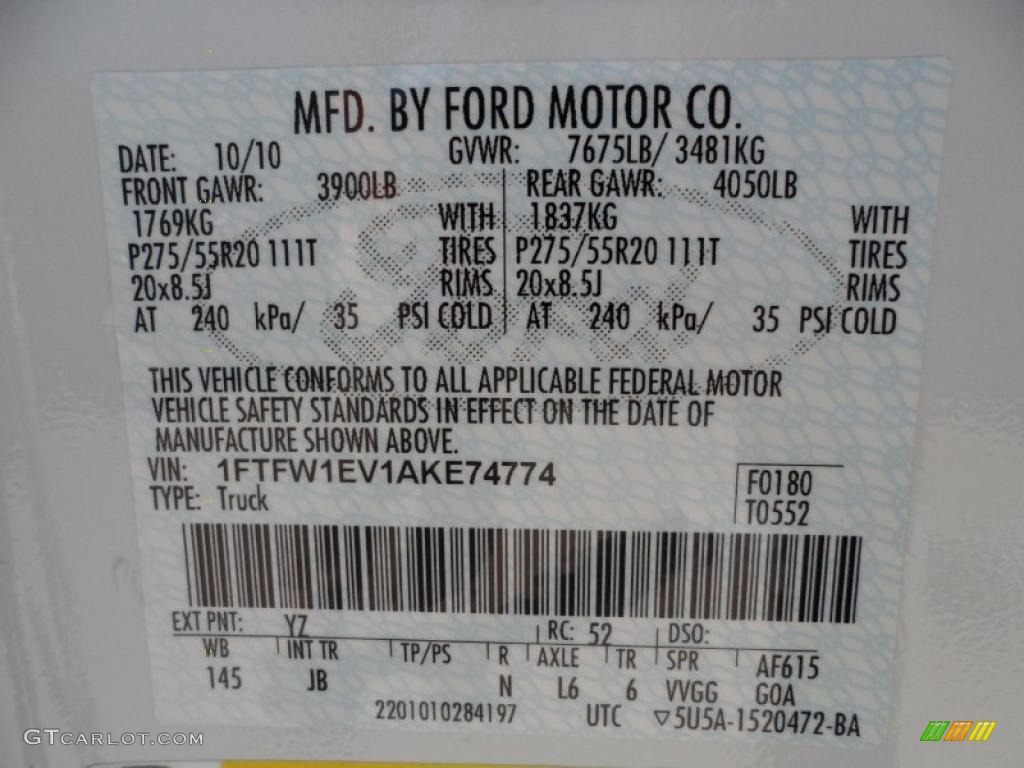 MFD. BY FORD MOTOR CO.
DATE: 10/10 GVWR: 7675LB/ 3481KG
FRONT GAWR: 3900LB REAR GAWR: 4050LB
1769KG WITH 1837KG WITH
P275/55R20 111T TIRES P275/55R20 111T TIRES
20x8.5J RIMS 20x8.5J RIMS
AT 240 kPa/ 35 PSI COLD AT 240 kPa/ 35 PSI COLD
Ford
THIS VEHICLE CONFORMS TO ALL APPLICABLE FEDERAL MOTOR
VEHICLE SAFETY STANDARDS IN EFFECT ON THE DATE OF
MANUFACTURE SHOWN ABOVE.
VIN: 1FTFW1EV1AKE74774 F0180
TYPE: Truck T0552
EXT PNT: YZ RC: 52 DSO:
WB INT TR TP/PS R AXLE TR SPR AF615
145 JB N L6 6 VVGG GOA
2201010284197 UTC ▽5U5A-1520472-BA
GTCARLOT.COM